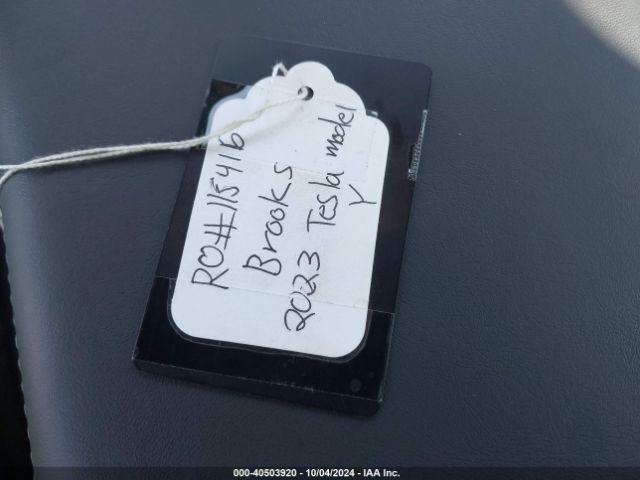 RO#115416
Brooks
2023 Tesla model
Y
000-40503920 - 10/04/2024 - IAA Inc.